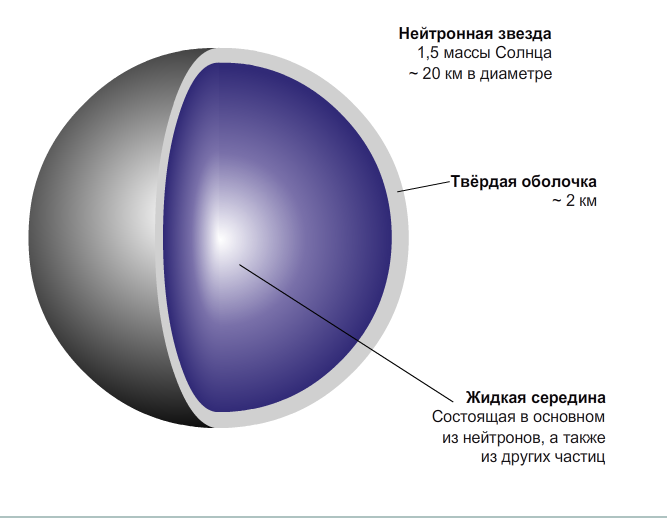 Нейтронная звезда
1,5 массы Солнца
~ 20 км в диаметре
Твёрдая оболочка
~ 2 км
Жидкая середина
Состоящая в основном
из нейтронов, а также
из других частиц